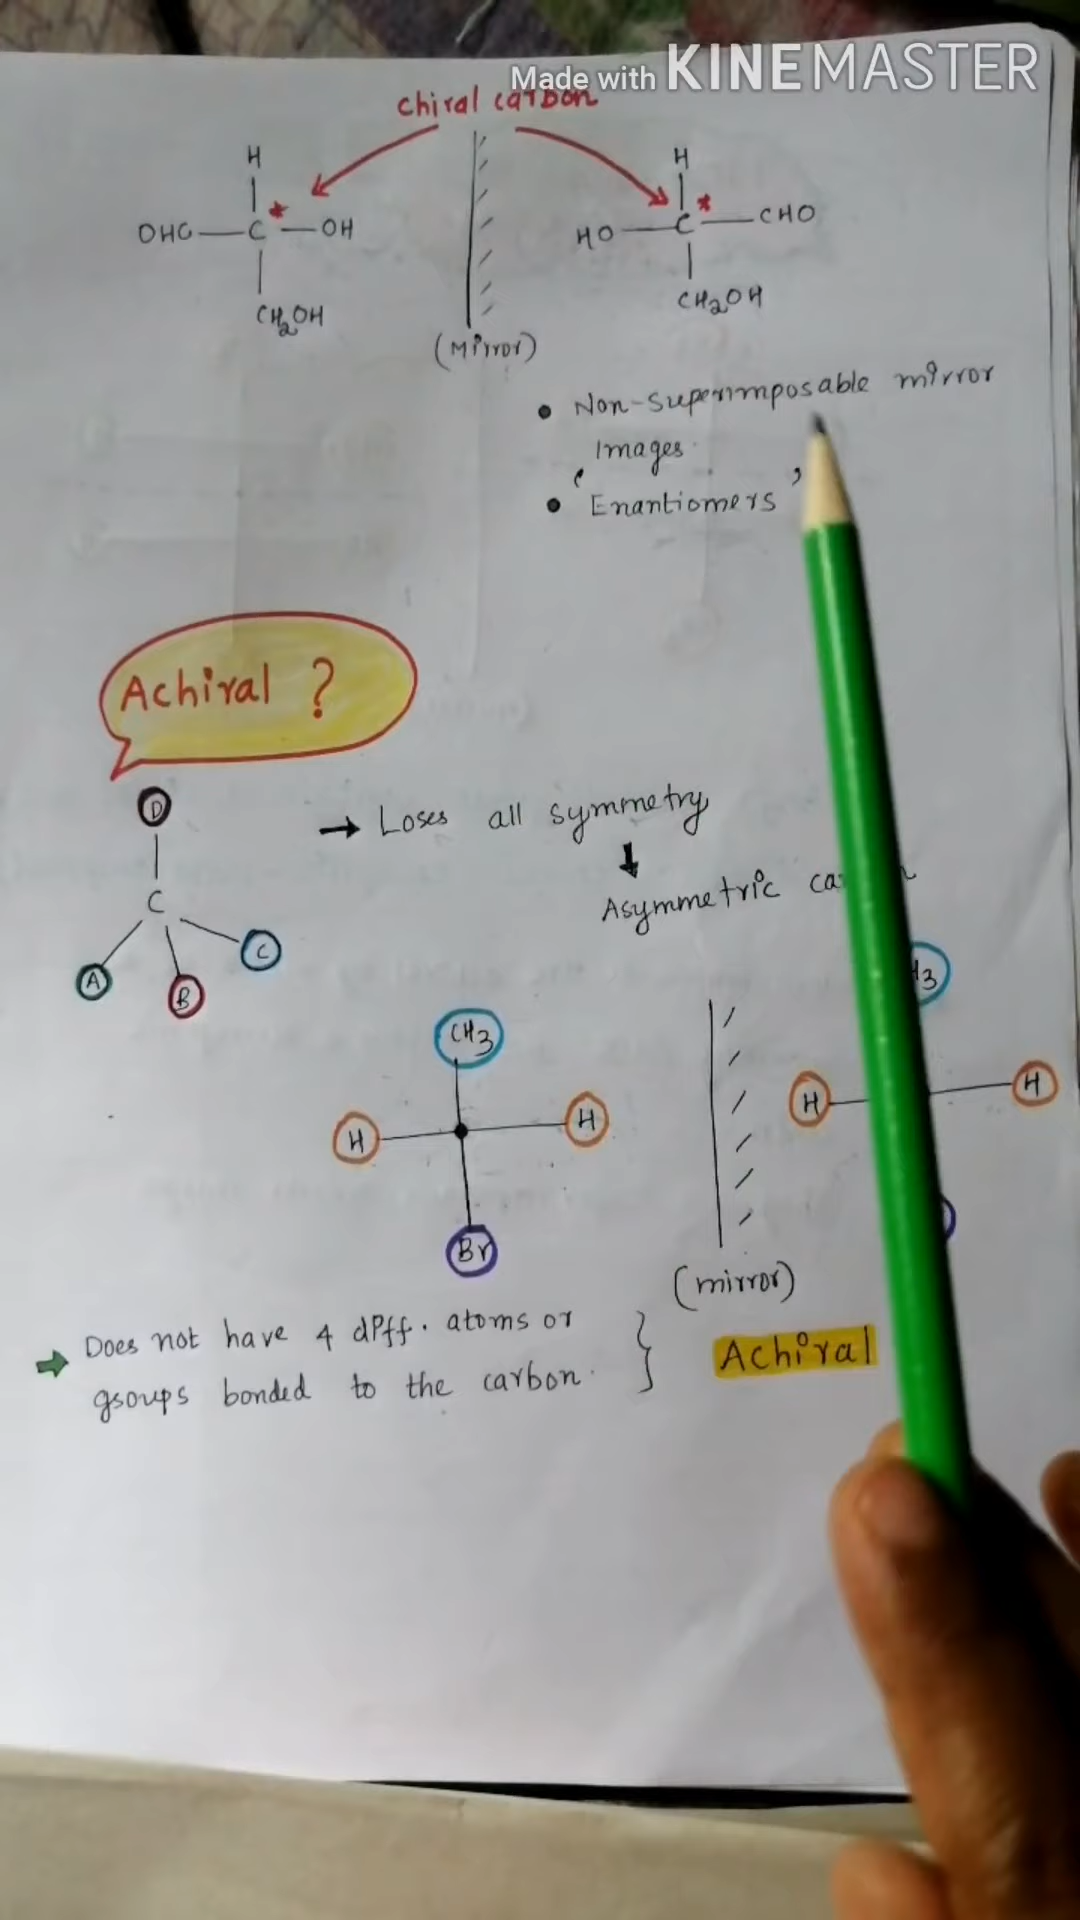 Made with KINEMASTER
chiral carbon
H
OHC—C*—OH
CH2OH
(Mirror)
H
HO—C*—CHO
CH2OH
• Non-superimposable mirror
images.
• 'Enantiomers'
Achiral ?
D
C
A
B
C
→ Loses all symmetry
↓
Asymmetric
CH3
H
H
Br
(mirror)
H
H
→ Does not have 4 diff. atoms or
groups bonded to the carbon.
Achiral